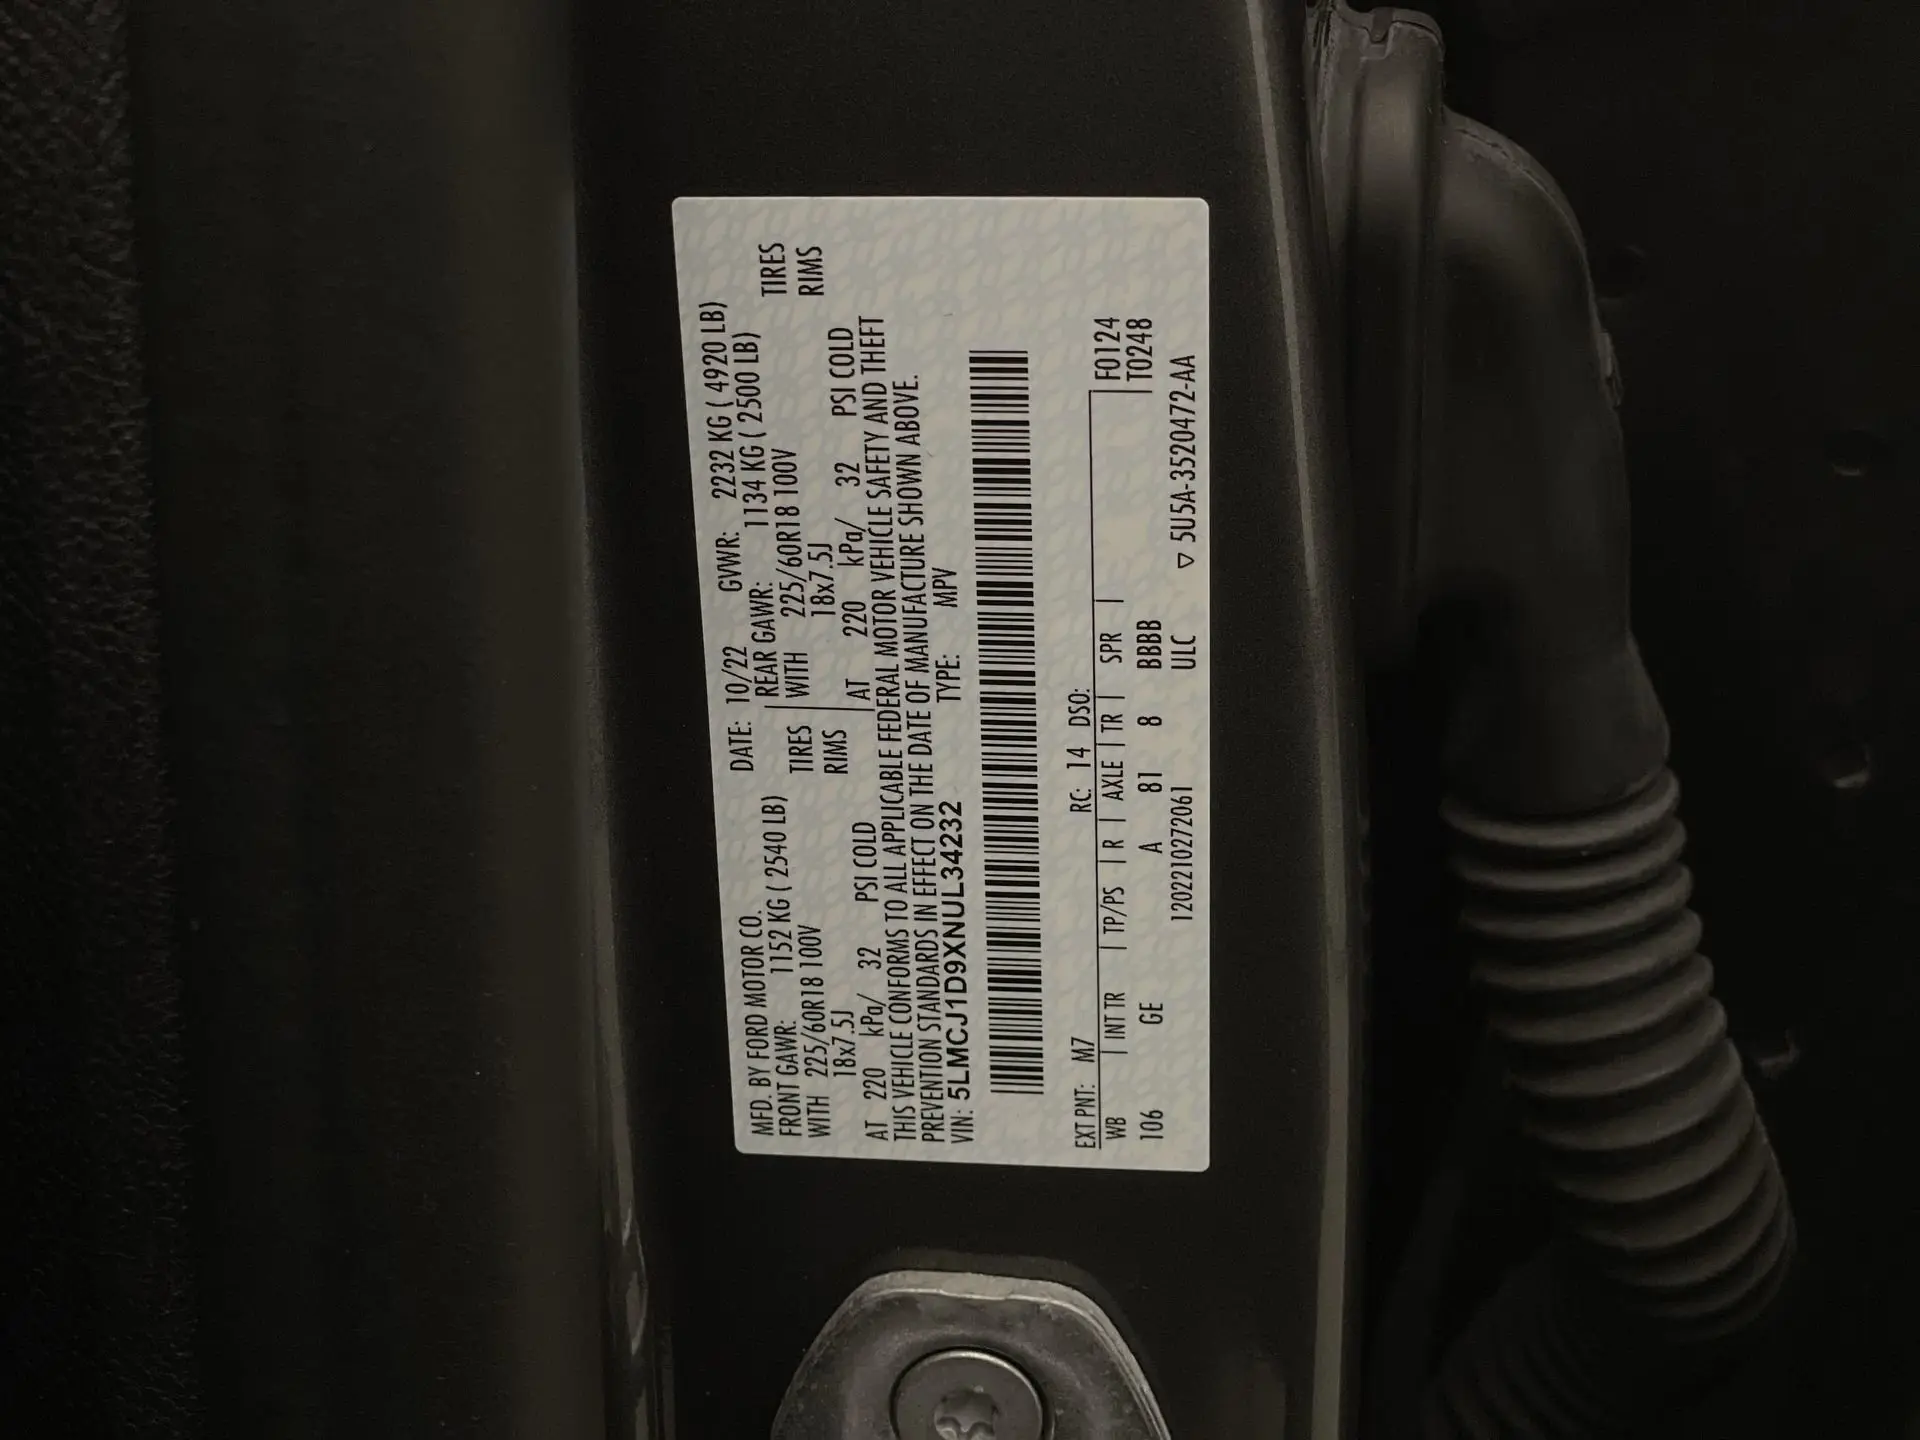 MFD. BY FORD MOTOR CO. DATE: 10/22 GVWR: 2232 KG ( 4920 LB)
FRONT GAWR: 1152 KG ( 2540 LB) REAR GAWR: 1134 KG ( 2500 LB)
WITH 225/60R18 100V TIRES WITH 225/60R18 100V TIRES
18x7.5J RIMS 18x7.5J RIMS
AT 220 kPa/ 32 PSI COLD AT 220 kPa/ 32 PSI COLD
THIS VEHICLE CONFORMS TO ALL APPLICABLE FEDERAL MOTOR VEHICLE SAFETY AND THEFT
PREVENTION STANDARDS IN EFFECT ON THE DATE OF MANUFACTURE SHOWN ABOVE.
VIN: 5LMCJ1D9XNUL34232 TYPE: MPV
EXT PNT: M7 RC: 14 DSO:
WB | INT TR | TP/PS | R | AXLE | TR | SPR | F0124
106 GE A 81 8 BBBB T0248
1202210272061 ULC ▽ 5U5A-3520472-AA